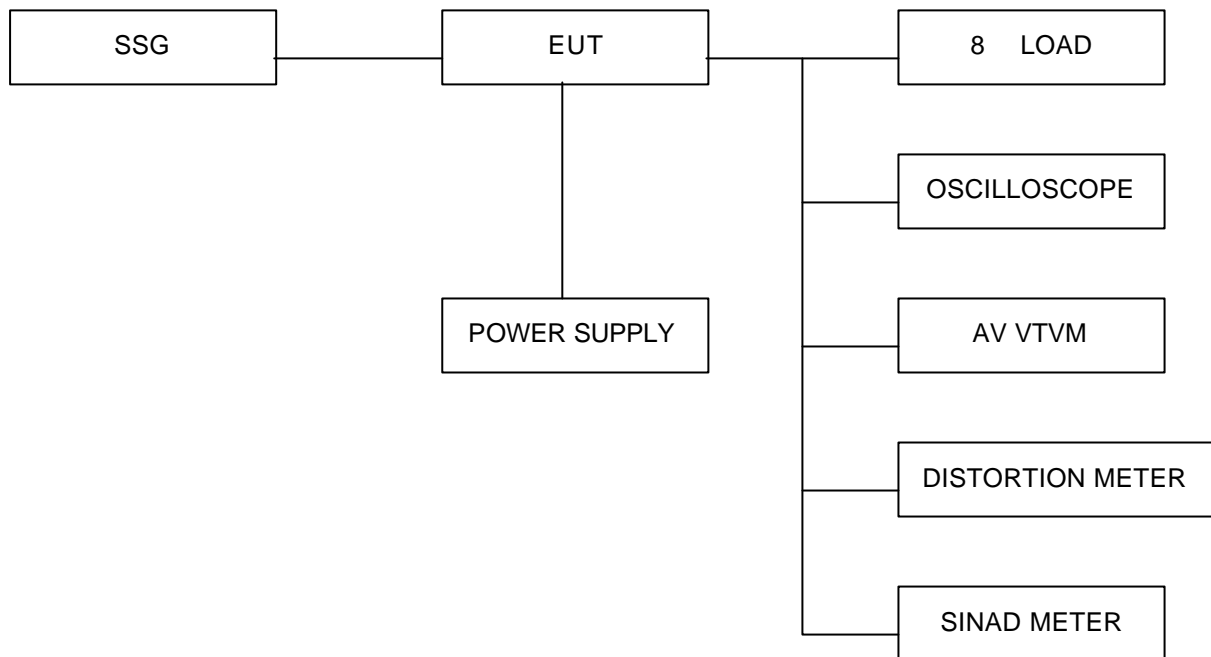 SSG
EUT
8 LOAD
OSCILLOSCOPE
POWER SUPPLY
AV VTVM
DISTORTION METER
SINAD METER